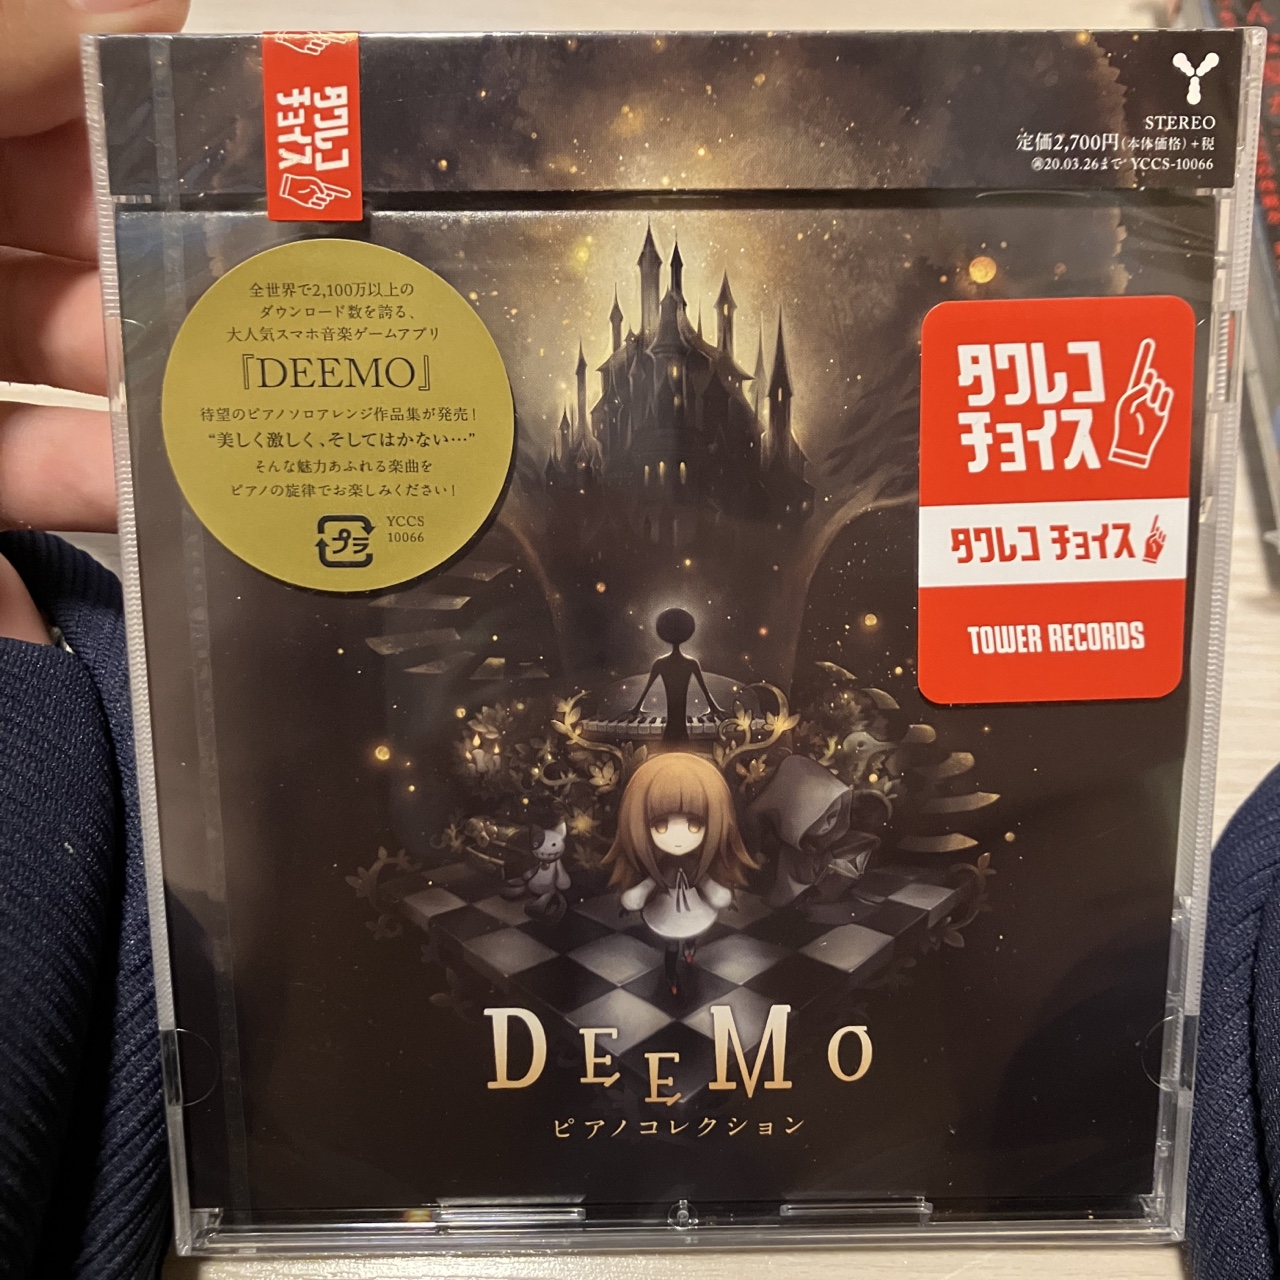 タワレコ
チョイス
STEREO
定価2,700円(本体価格)+税
㊊20.03.26まで YCCS-10066
全世界で2,100万以上の
ダウンロード数を誇る、
大人気スマホ音楽ゲームアプリ
『DEEMO』
待望のピアノソロアレンジ作品集が発売!
“美しく激しく、そしてはかない…”
そんな魅力あふれる楽曲を
ピアノの旋律でお楽しみください!
プラ
YCCS
10066
タワレコ
チョイス
タワレコ チョイス
TOWER RECORDS
DEEMO
ピアノコレクション